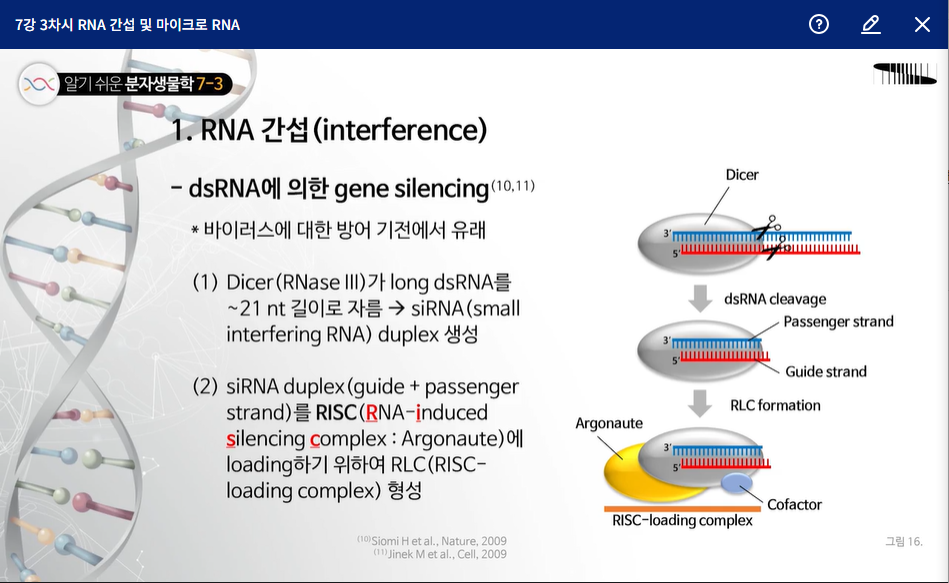 7강 3차시 RNA 간섭 및 마이크로 RNA
알기 쉬운 분자생물학 7-3
1. RNA 간섭(interference)
- dsRNA에 의한 gene silencing(10,11)
* 바이러스에 대한 방어 기전에서 유래
(1) Dicer(RNase III)가 long dsRNA를
~21 nt 길이로 자름 → siRNA(small
interfering RNA) duplex 생성
(2) siRNA duplex(guide + passenger
strand)를 RISC(RNA-induced
silencing complex : Argonaute)에
loading하기 위하여 RLC(RISC-
loading complex) 형성
(10)Siomi H et al., Nature, 2009
(11)Jinek M et al., Cell, 2009
Dicer
3′
5′
dsRNA cleavage
Passenger strand
3′
5′
Guide strand
RLC formation
Argonaute
3′
5′
Cofactor
RISC-loading complex
그림 16.